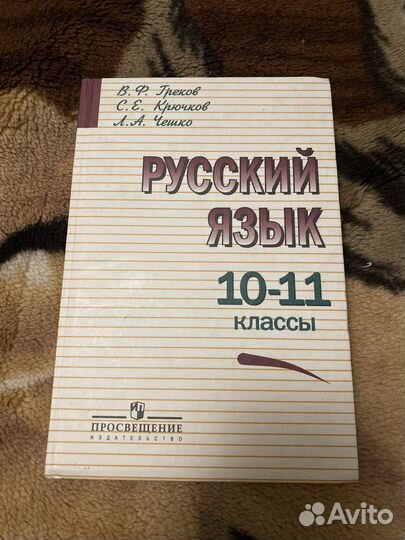 В. Ф. Греков
С. Е. Крючков
Л. А. Чешко
РУССКИЙ
ЯЗЫК
10-11
классы
ПРОСВЕЩЕНИЕ
ИЗДАТЕЛЬСТВО
Avito